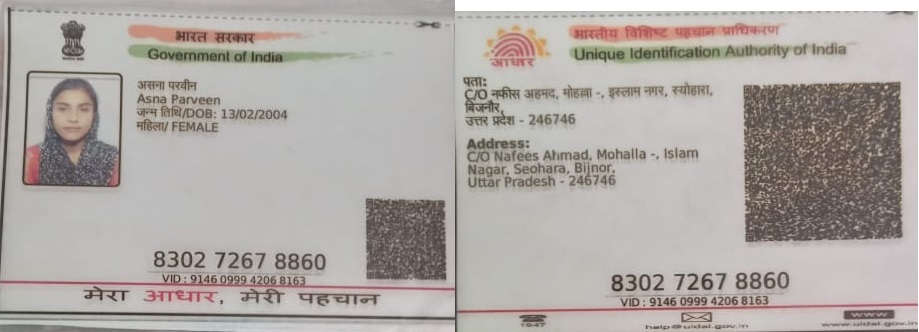 भारत सरकार
Government of India
असना परवीन
Asna Parveen
जन्म तिथि/DOB: 13/02/2004
महिला/ FEMALE
8302 7267 8860
VID : 9146 0999 4206 8163
मेरा आधार, मेरी पहचान
भारतीय विशिष्ट पहचान प्राधिकरण
Unique Identification Authority of India
आधार
पता:
C/O नफीस अहमद, मोहल्ला -, इस्लाम नगर, स्योहारा,
बिजनौर,
उत्तर प्रदेश - 246746
Address:
C/O Nafees Ahmad, Mohalla -, Islam
Nagar, Seohara, Bijnor,
Uttar Pradesh - 246746
8302 7267 8860
VID : 9146 0999 4206 8163
1947
help@uidai.gov.in
www
www.uidai.gov.in